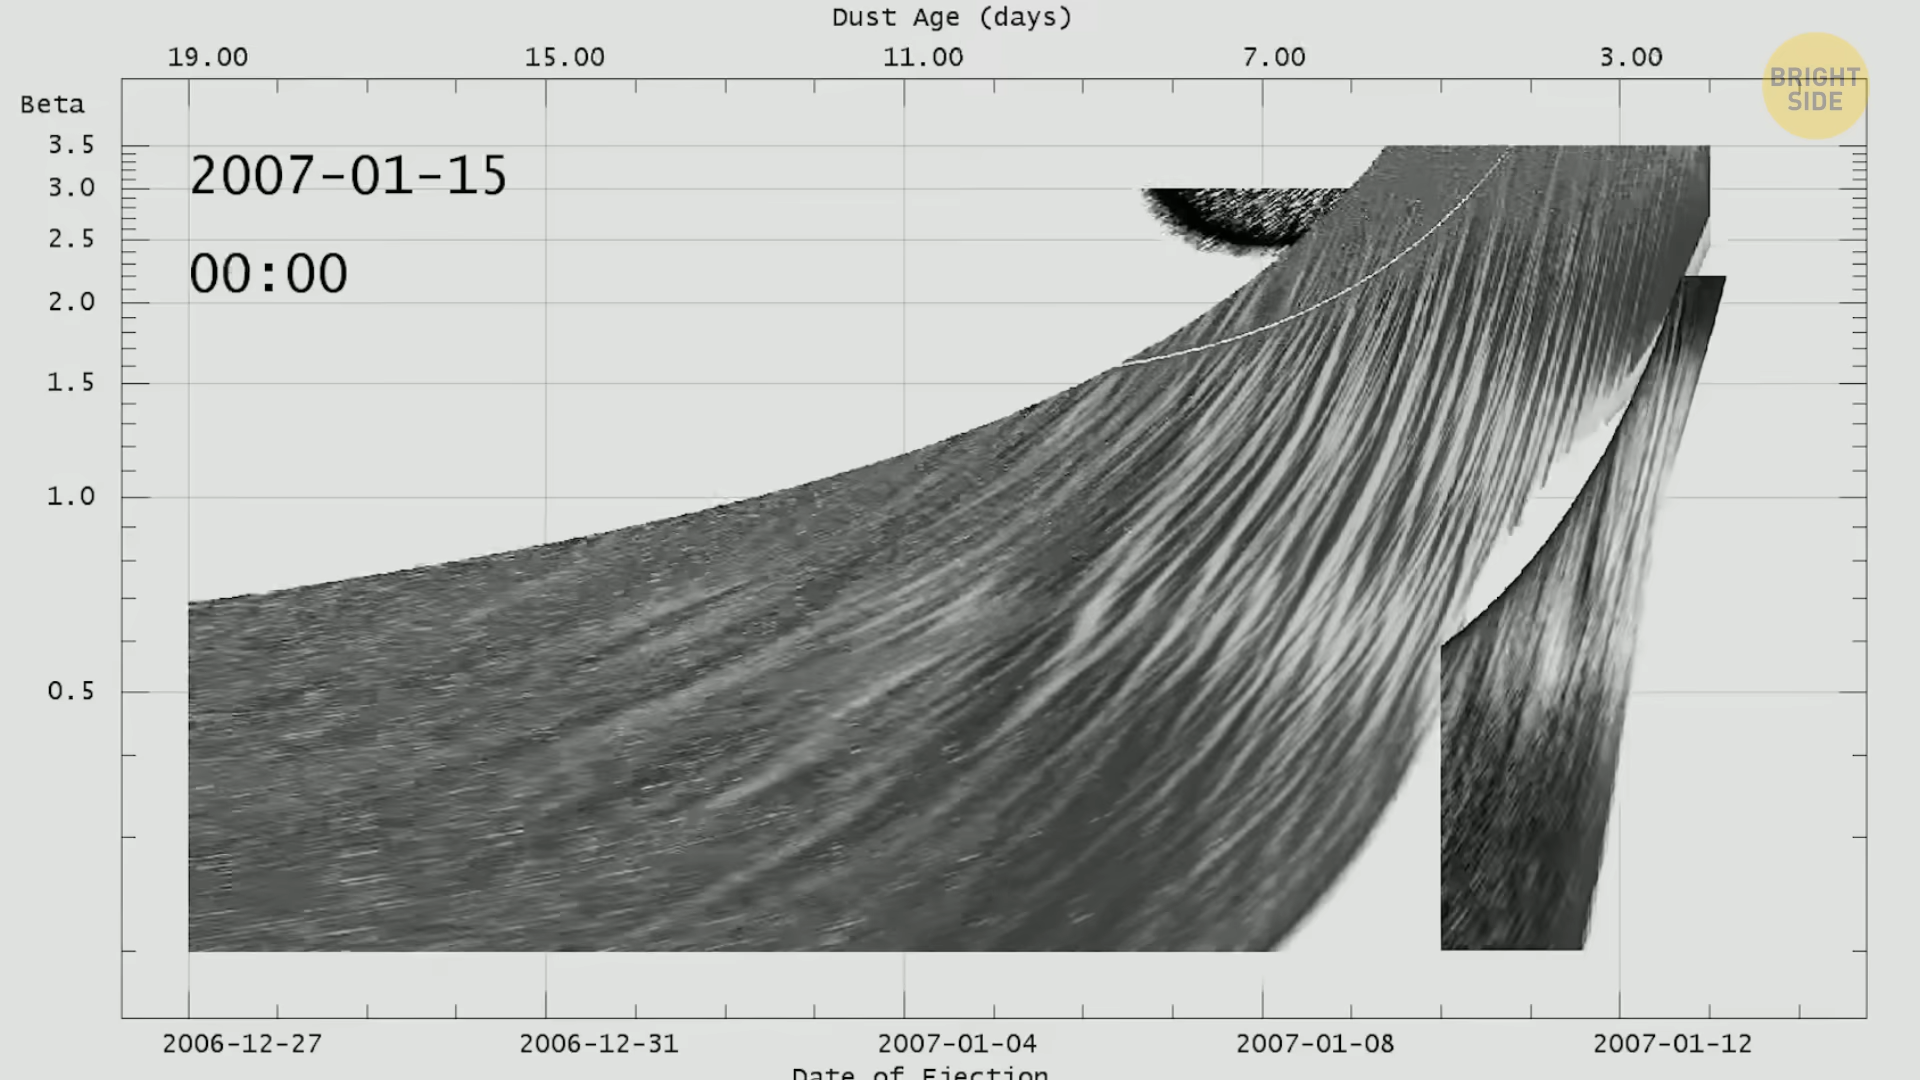 Dust Age (days)
19.00 15.00 11.00 7.00 3.00
BRIGHT
SIDE
Beta
3.5
3.0
2.5
2.0
1.5
1.0
0.5
2007-01-15
00:00
2006-12-27 2006-12-31 2007-01-04 2007-01-08 2007-01-12
Date of Ejection